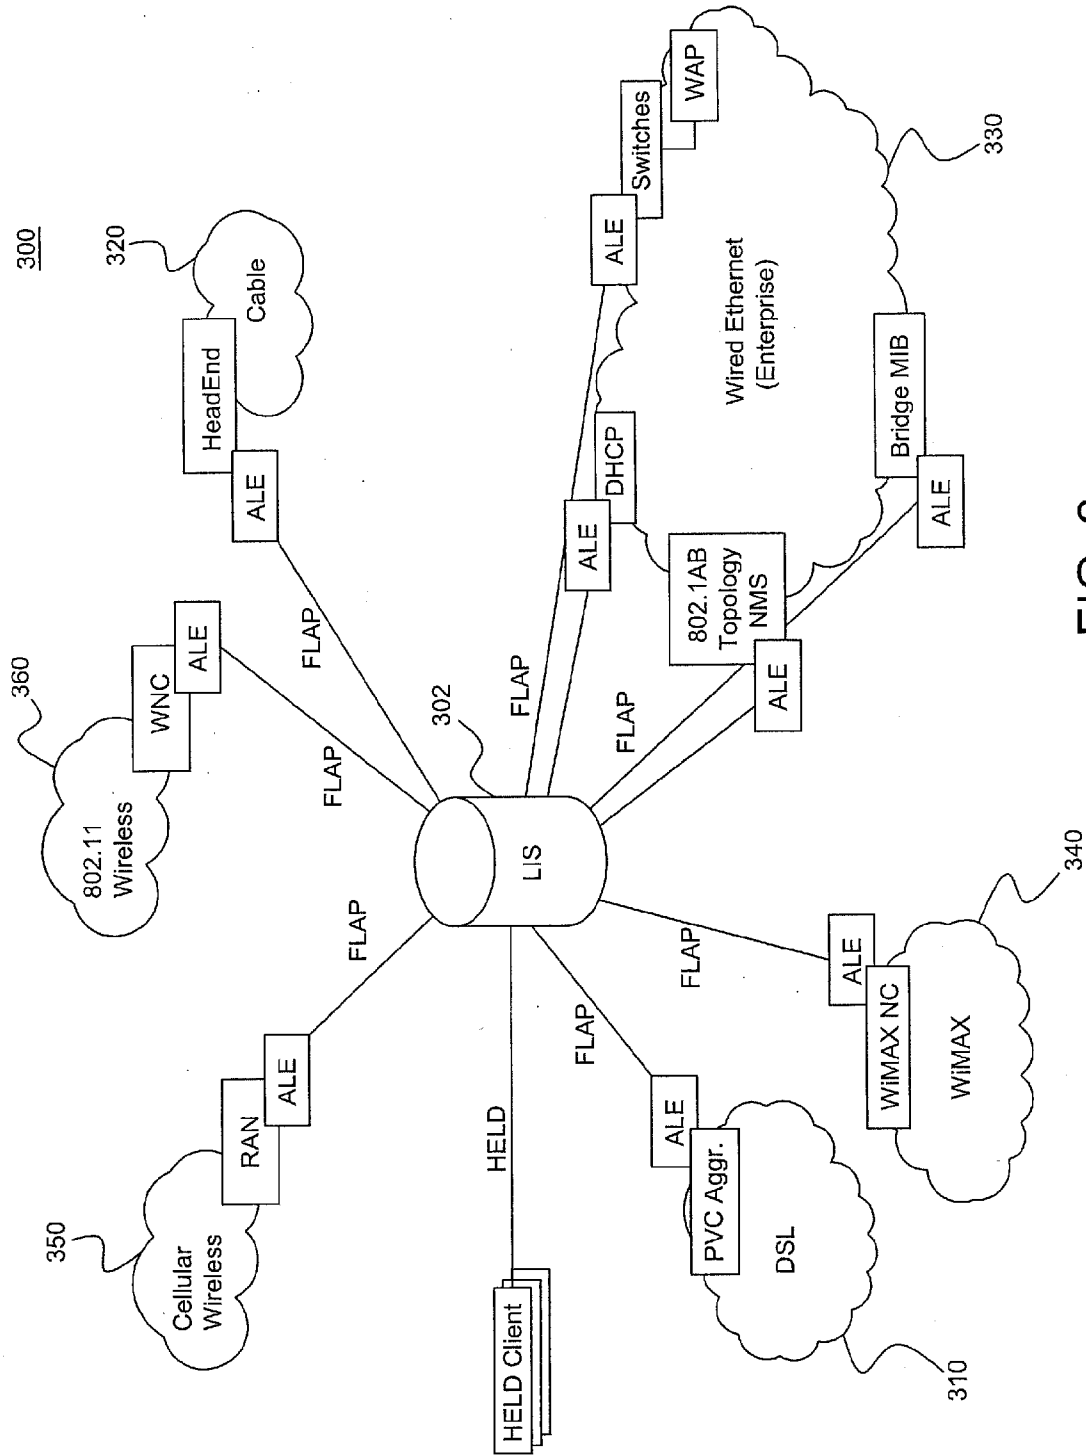 300
350
Cellular
Wireless
RAN
ALE
FLAP
360
802.11
Wireless
WNC
ALE
FLAP
320
Cable
HeadEnd
ALE
FLAP
302
LIS
HELD Client
HELD
310
DSL
PVC Aggr.
ALE
FLAP
340
WiMAX
WiMAX NC
ALE
FLAP
FLAP
FLAP
ALE
DHCP
ALE
Switches
WAP
802.1AB
Topology
NMS
ALE
Wired Ethernet
(Enterprise)
Bridge MIB
ALE
330
FIG